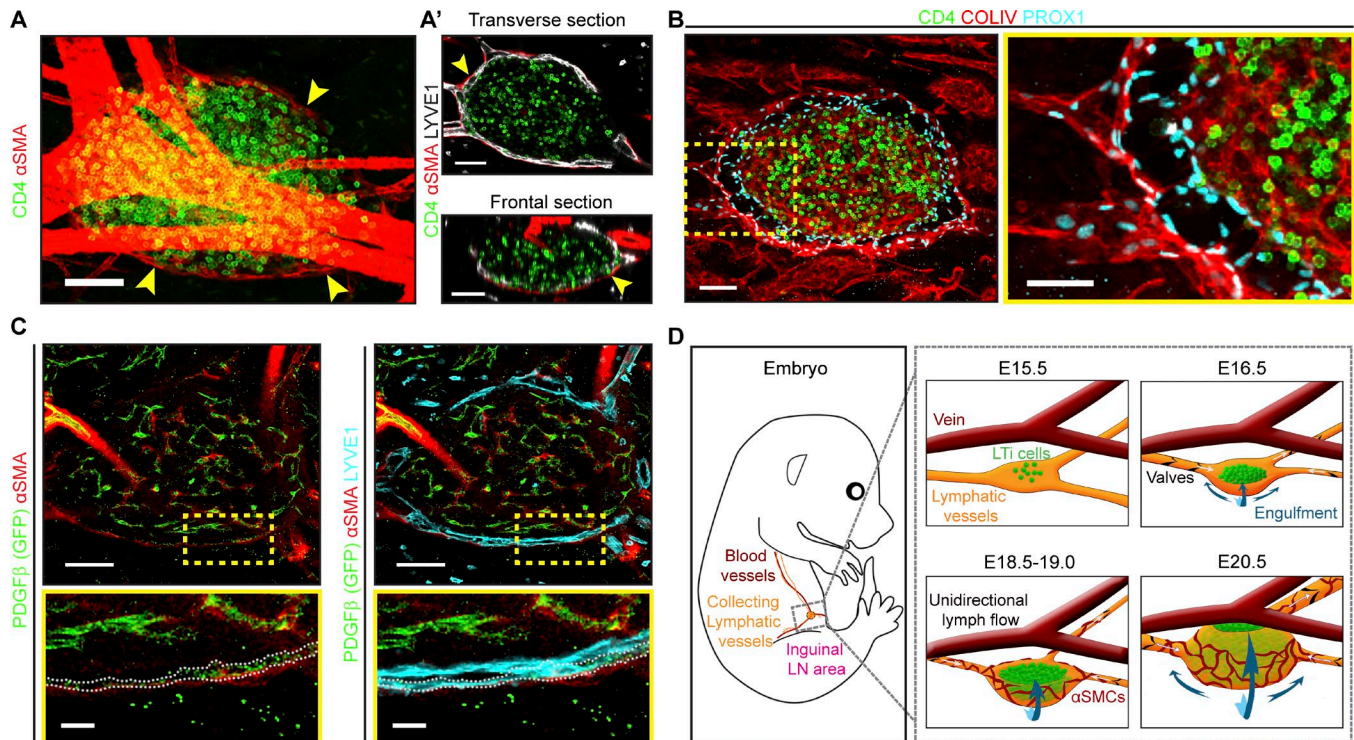 A
CD4 αSMA
A'
Transverse section
Frontal section
CD4 αSMA LYVE1
B
CD4 COLIV PROX1
C
PDGFβ (GFP) αSMA
PDGFβ (GFP) αSMA LYVE1
D
Embryo
Blood
vessels
Collecting
Lymphatic
vessels
Inguinal
LN area
E15.5
Vein
LTi cells
Lymphatic
vessels
E16.5
Valves
Engulfment
E18.5-19.0
Unidirectional
lymph flow
αSMCs
E20.5